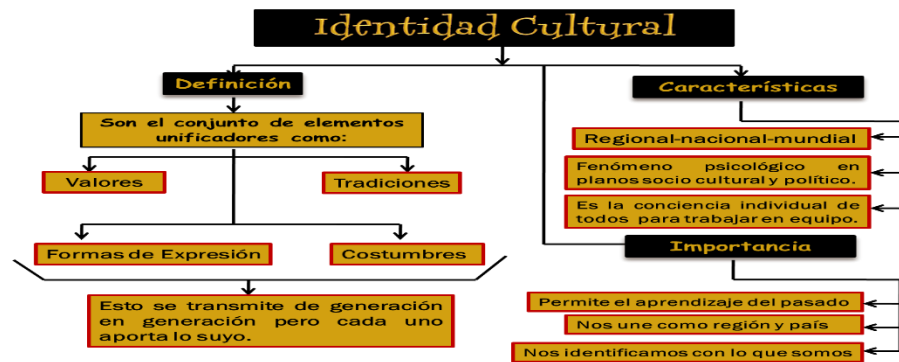 Identidad Cultural
Definición
Son el conjunto de elementos
unificadores como:
Valores
Tradiciones
Formas de Expresión
Costumbres
Esto se transmite de generación
en generación pero cada uno
aporta lo suyo.
Características
Regional-nacional-mundial
Fenómeno psicológico en
planos socio cultural y político.
Es la conciencia individual de
todos para trabajar en equipo.
Importancia
Permite el aprendizaje del pasado
Nos une como región y país
Nos identificamos con lo que somos